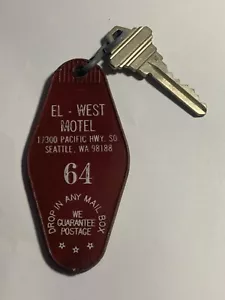 EL - WEST
MOTEL
17300 PACIFIC HWY. SO
SEATTLE, WA 98188
64
DROP IN ANY MAIL BOX
WE
GUARANTEE
POSTAGE